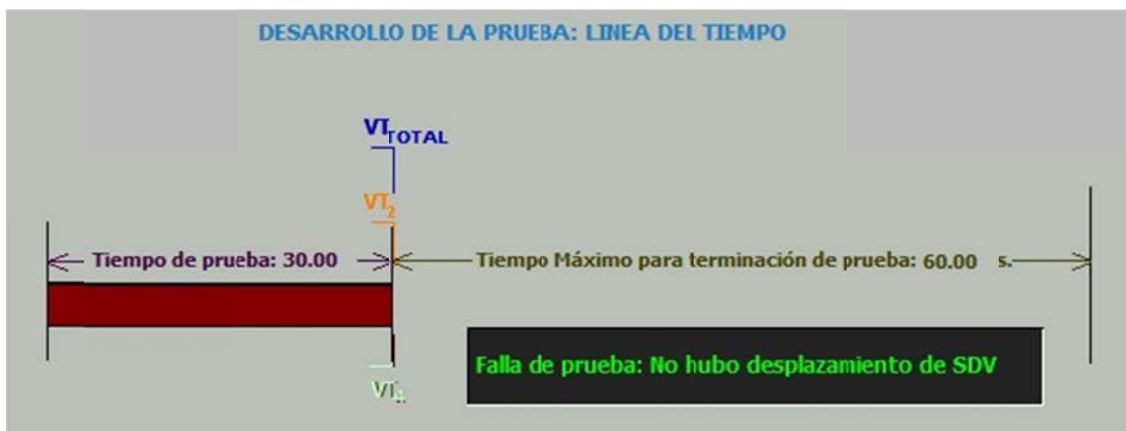 DESARROLLO DE LA PRUEBA: LINEA DEL TIEMPO
VT TOTAL
VT2
Tiempo de prueba: 30.00
Tiempo Máximo para terminación de prueba: 60.00 s.
Falla de prueba: No hubo desplazamiento de SDV
VT